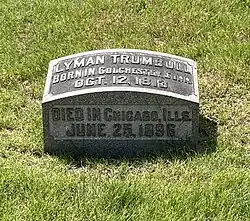 LYMAN TRUMBULL
BORN IN COLCHESTER, CONN.
OCT. 12, 1813
DIED IN CHICAGO, ILLS.
JUNE 25, 1896